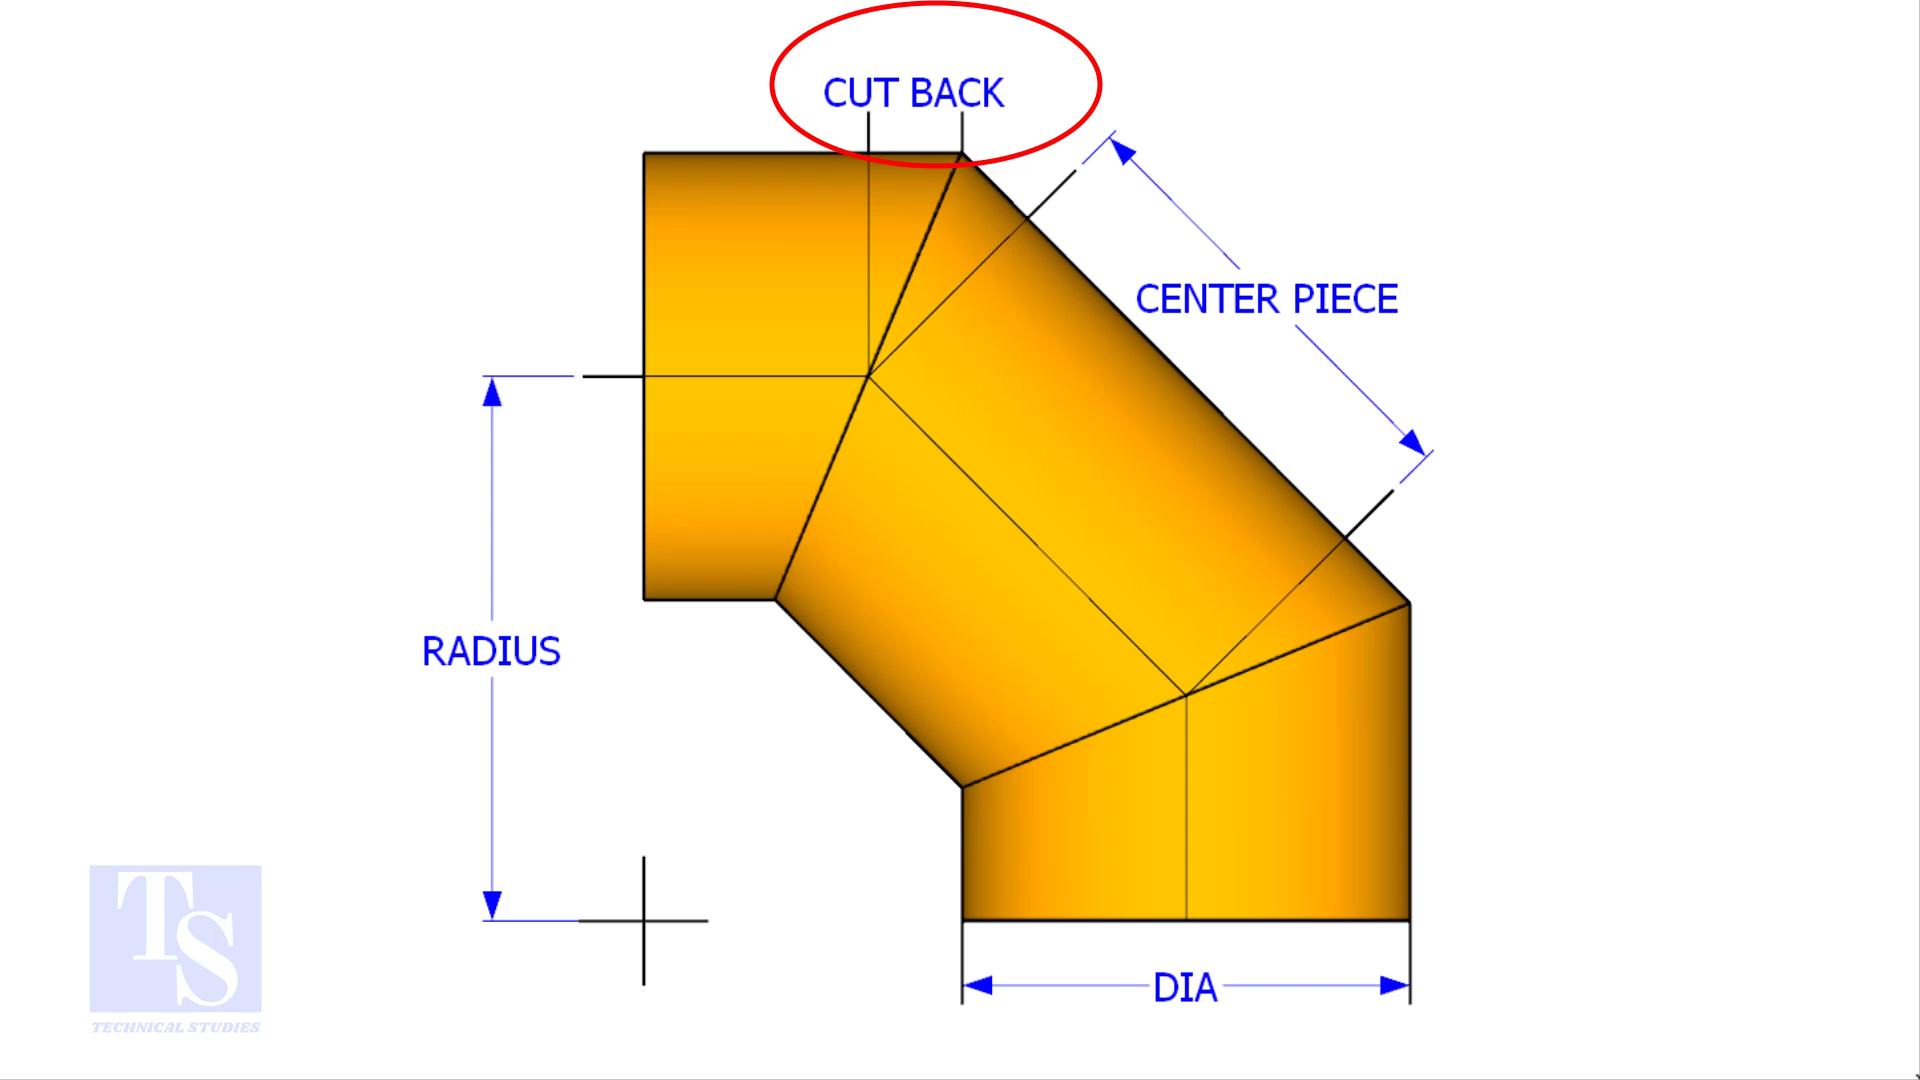 CUT BACK
CENTER PIECE
RADIUS
DIA
TS
TECHNICAL STUDIES